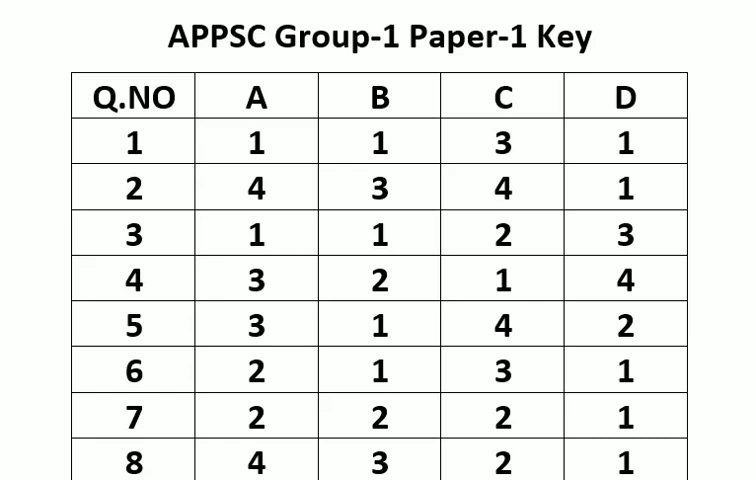 APPSC Group-1 Paper-1 Key
Q.NO A B C D
1 1 1 3 1
2 4 3 4 1
3 1 1 2 3
4 3 2 1 4
5 3 1 4 2
6 2 1 3 1
7 2 2 2 1
8 4 3 2 1